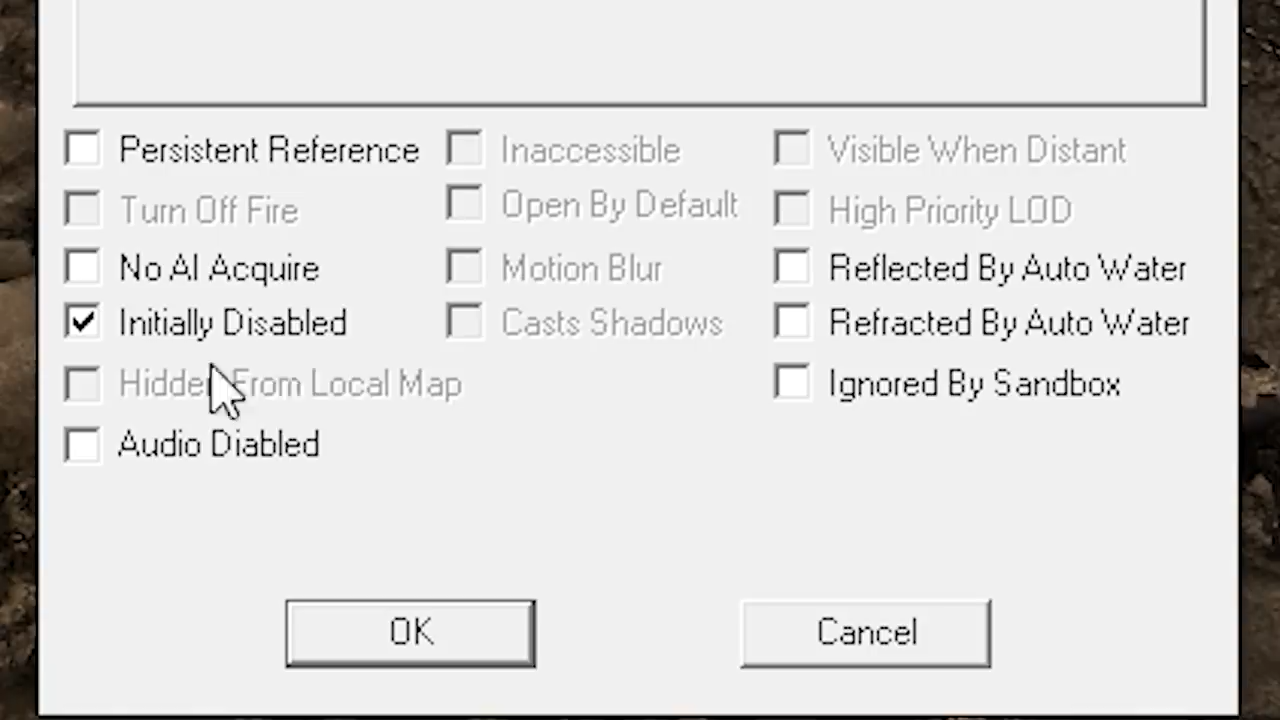 Persistent Reference
Inaccessible
Visible When Distant
Turn Off Fire
Open By Default
High Priority LOD
No AI Acquire
Motion Blur
Reflected By Auto Water
Initially Disabled
Casts Shadows
Refracted By Auto Water
Hidden From Local Map
Ignored By Sandbox
Audio Diabled
OK
Cancel